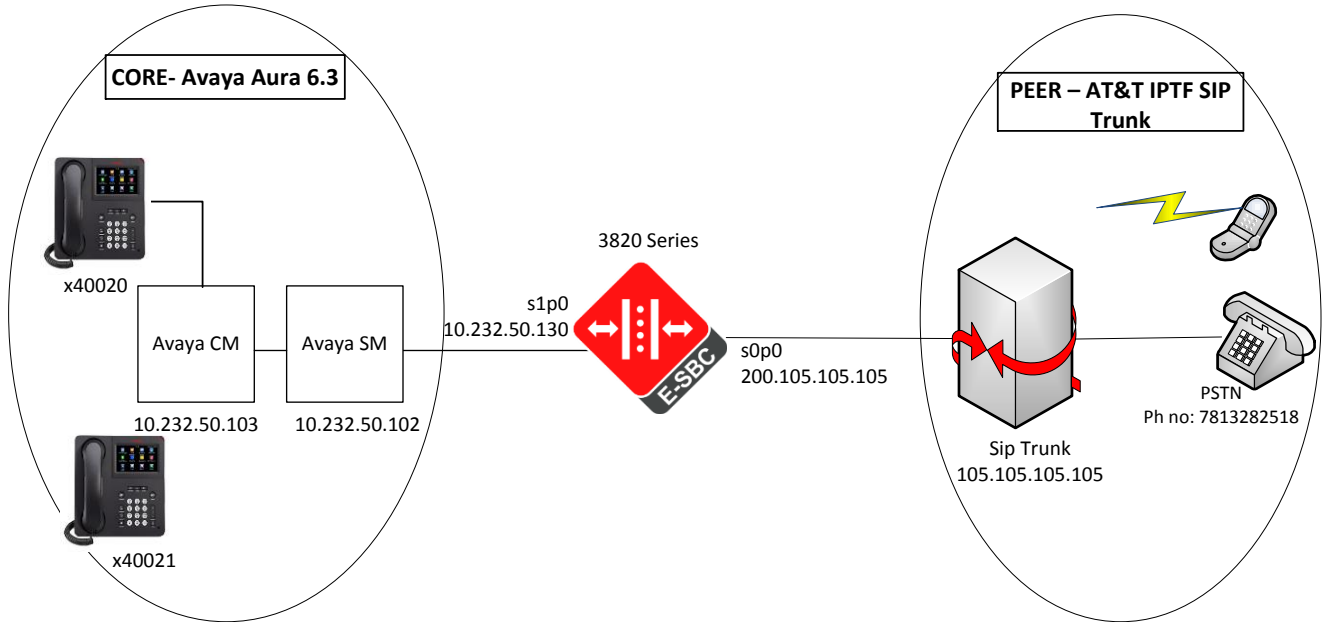 CORE- Avaya Aura 6.3
PEER – AT&T IPTF SIP
Trunk
x40020
Avaya CM
10.232.50.103
Avaya SM
10.232.50.102
x40021
s1p0
10.232.50.130
3820 Series
E-SBC
s0p0
200.105.105.105
Sip Trunk
105.105.105.105
PSTN
Ph no: 7813282518